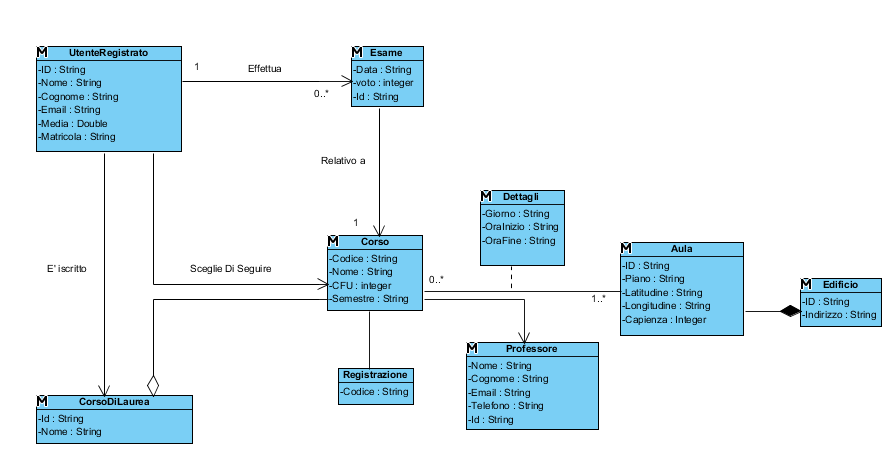 UtenteRegistrato
-ID : String
-Nome : String
-Cognome : String
-Email : String
-Media : Double
-Matricola : String
1
Effettua
0..*
Esame
-Data : String
-voto : integer
-Id : String
Relativo a
1
Dettagli
-Giorno : String
-OraInizio : String
-OraFine : String
Corso
-Codice : String
-Nome : String
-CFU : integer
-Semestre : String
E' iscritto
Sceglie Di Seguire
0..*
1..*
Aula
-ID : String
-Piano : String
-Latitudine : String
-Longitudine : String
-Capienza : Integer
Edificio
-ID : String
-Indirizzo : String
Professore
-Nome : String
-Cognome : String
-Email : String
-Telefono : String
-Id : String
Registrazione
-Codice : String
CorsoDiLaurea
-Id : String
-Nome : String